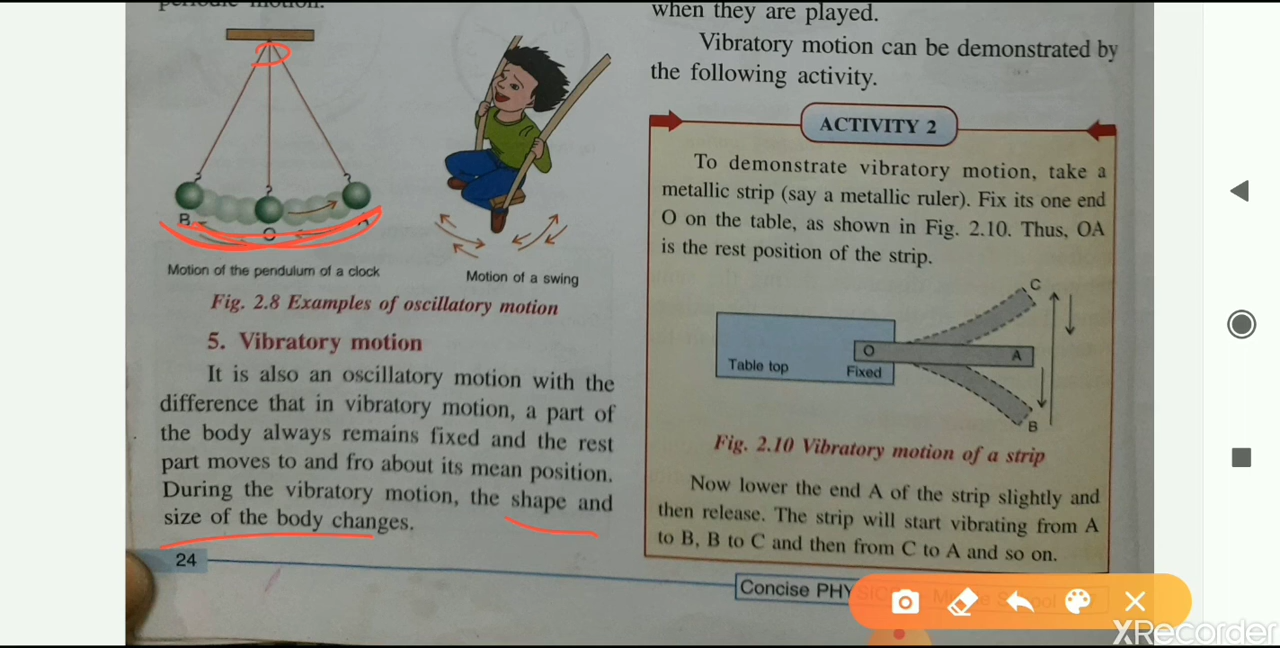 periodic motion.
B
O
Motion of the pendulum of a clock
Motion of a swing
Fig. 2.8 Examples of oscillatory motion
5. Vibratory motion
It is also an oscillatory motion with the
difference that in vibratory motion, a part of
the body always remains fixed and the rest
part moves to and fro about its mean position.
During the vibratory motion, the shape and
size of the body changes.
24
when they are played.
Vibratory motion can be demonstrated by
the following activity.
ACTIVITY 2
To demonstrate vibratory motion, take a
metallic strip (say a metallic ruler). Fix its one end
O on the table, as shown in Fig. 2.10. Thus, OA
is the rest position of the strip.
C
O
A
Table top
Fixed
B
Fig. 2.10 Vibratory motion of a strip
Now lower the end A of the strip slightly and
then release. The strip will start vibrating from A
to B, B to C and then from C to A and so on.
Concise PHYSICS
XRecorder